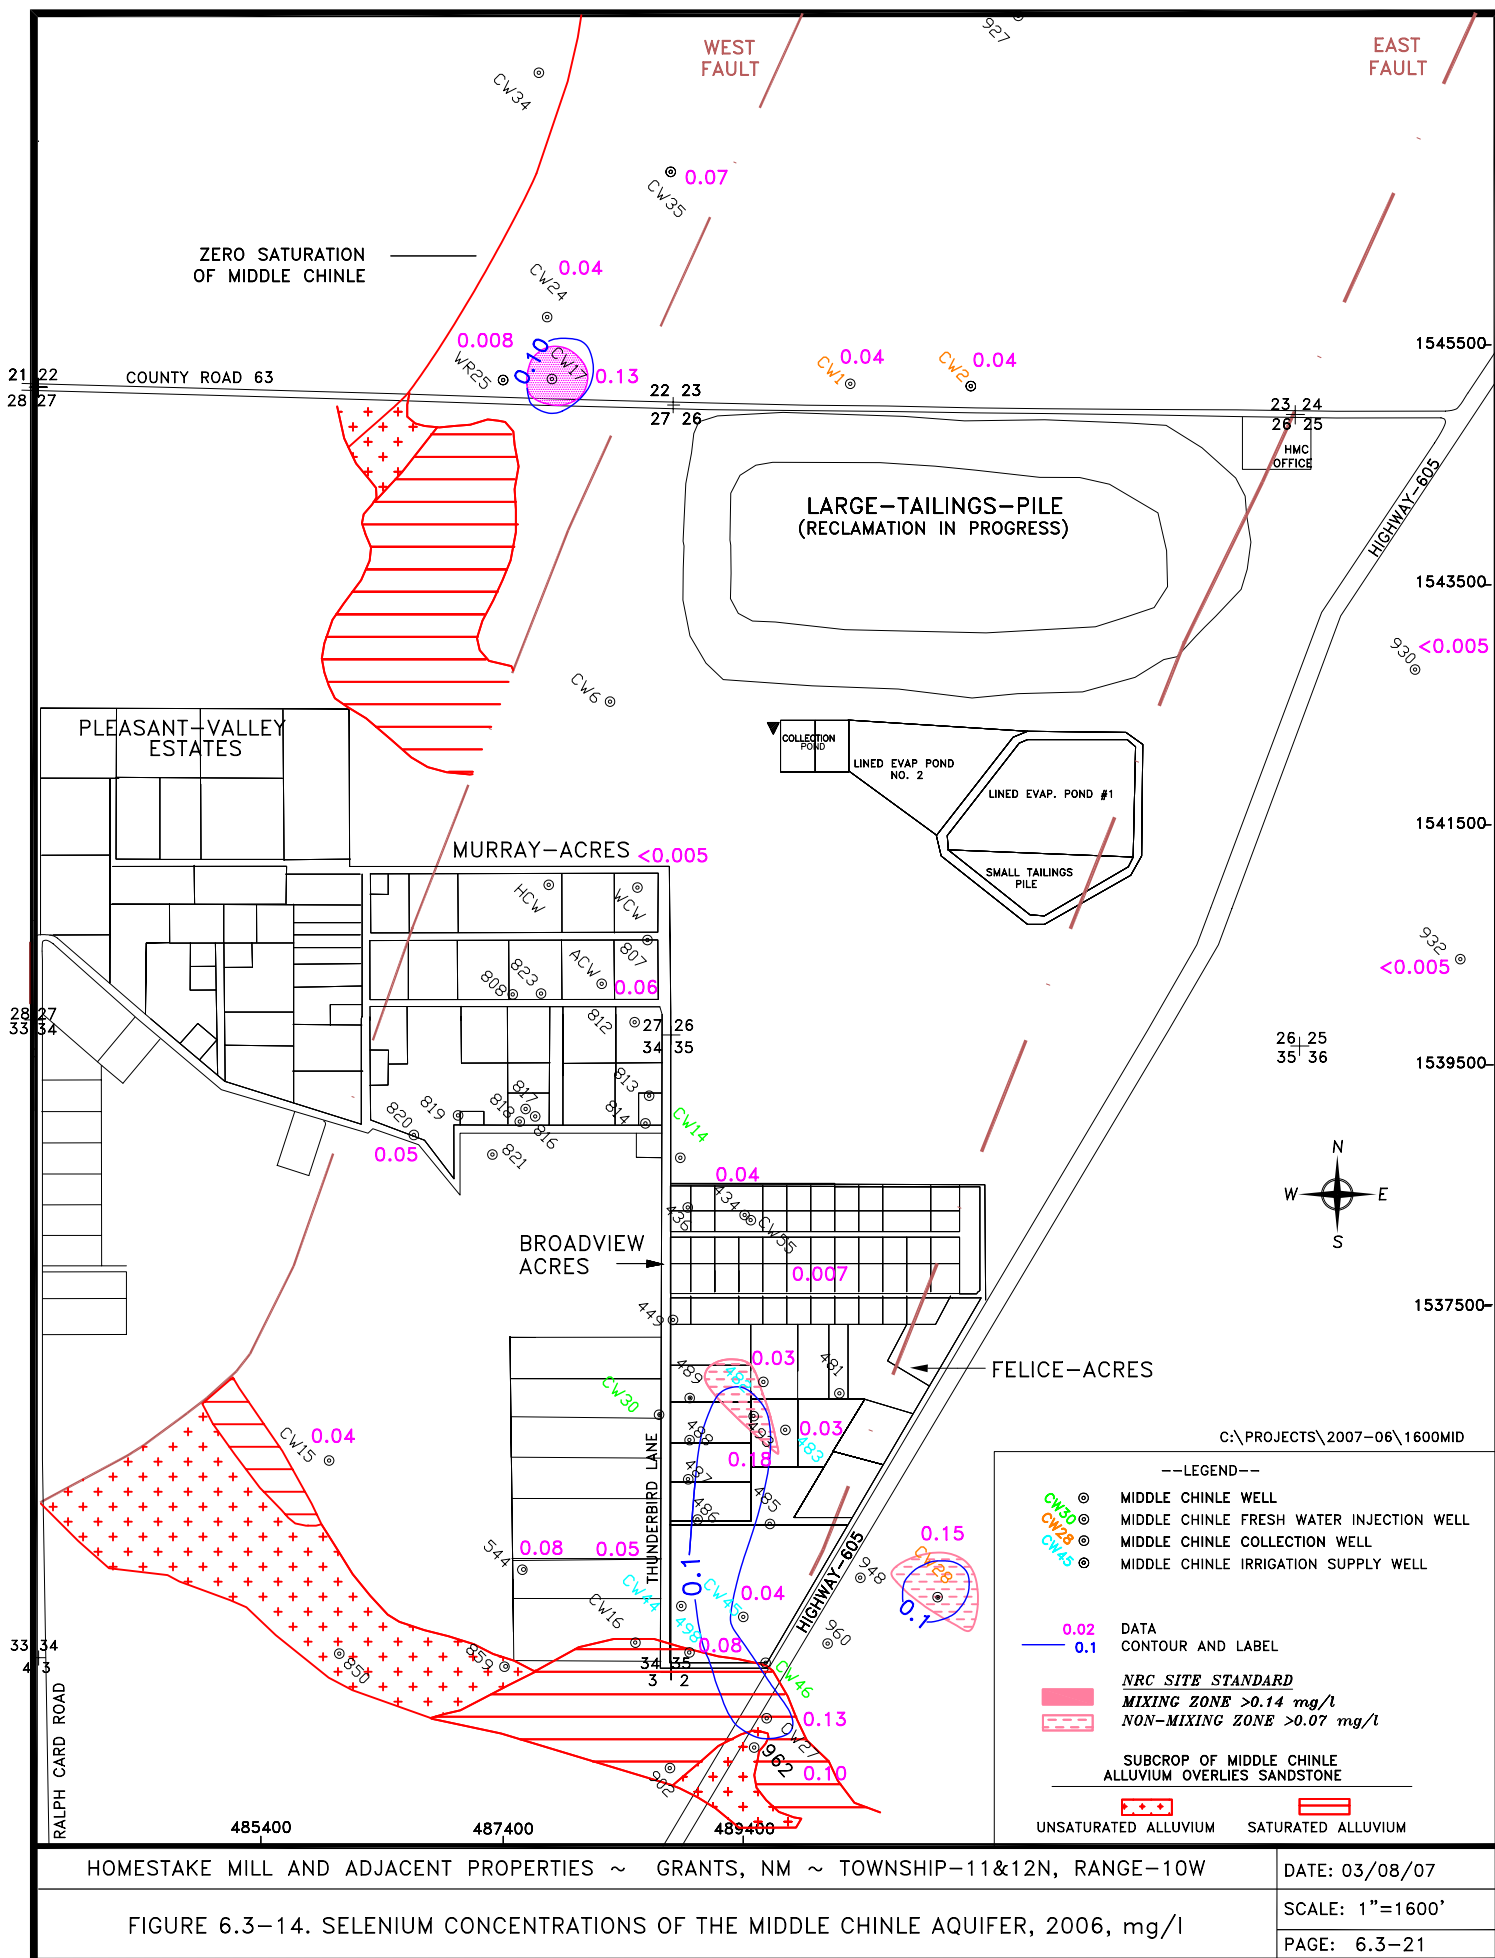 927
WEST
FAULT
EAST
FAULT
CW34
0.07
CW35
ZERO SATURATION
OF MIDDLE CHINLE
0.04
CW24
0.008
WR25
0.10
CW17
0.13
0.04
CW1
0.04
CW2
1545500
21 22
28 27
COUNTY ROAD 63
22 23
27 26
23 24
26 25
HMC
OFFICE
HIGHWAY-605
LARGE-TAILINGS-PILE
(RECLAMATION IN PROGRESS)
1543500
930
<0.005
CW6
PLEASANT-VALLEY
ESTATES
COLLECTION
POND
LINED EVAP POND
NO. 2
LINED EVAP. POND #1
SMALL TAILINGS
PILE
1541500
MURRAY-ACRES
<0.005
HCW
WCW
807
ACW
823
808
0.06
932
<0.005
812
28 27
33 34
27 26
34 35
26 25
35 36
1539500
813
814
817
818
816
819
820
821
0.05
CW14
0.04
N
W
E
S
434
436
CW55
BROADVIEW
ACRES
0.007
1537500
449
0.03
481
489
482
FELICE-ACRES
CW30
493
0.03
483
488
0.18
487
485
486
CW15
0.04
THUNDERBIRD LANE
544
0.08
0.05
0.1
HIGHWAY-605
948
0.15
CW28
0.1
CW44
CW45
0.04
CW16
498
0.08
960
CW46
33 34
4 3
34 35
3 2
850
859
0.13
CW27
962
0.10
902
RALPH CARD ROAD
485400
487400
489400
C:\PROJECTS\2007-06\1600MID
--LEGEND--
CW30
MIDDLE CHINLE WELL
MIDDLE CHINLE FRESH WATER INJECTION WELL
CW28
MIDDLE CHINLE COLLECTION WELL
CW45
MIDDLE CHINLE IRRIGATION SUPPLY WELL
0.02 DATA
0.1 CONTOUR AND LABEL
NRC SITE STANDARD
MIXING ZONE >0.14 mg/l
NON-MIXING ZONE >0.07 mg/l
SUBCROP OF MIDDLE CHINLE
ALLUVIUM OVERLIES SANDSTONE
UNSATURATED ALLUVIUM
SATURATED ALLUVIUM
HOMESTAKE MILL AND ADJACENT PROPERTIES ~ GRANTS, NM ~ TOWNSHIP-11&12N, RANGE-10W
DATE: 03/08/07
FIGURE 6.3-14. SELENIUM CONCENTRATIONS OF THE MIDDLE CHINLE AQUIFER, 2006, mg/l
SCALE: 1"=1600'
PAGE: 6.3-21